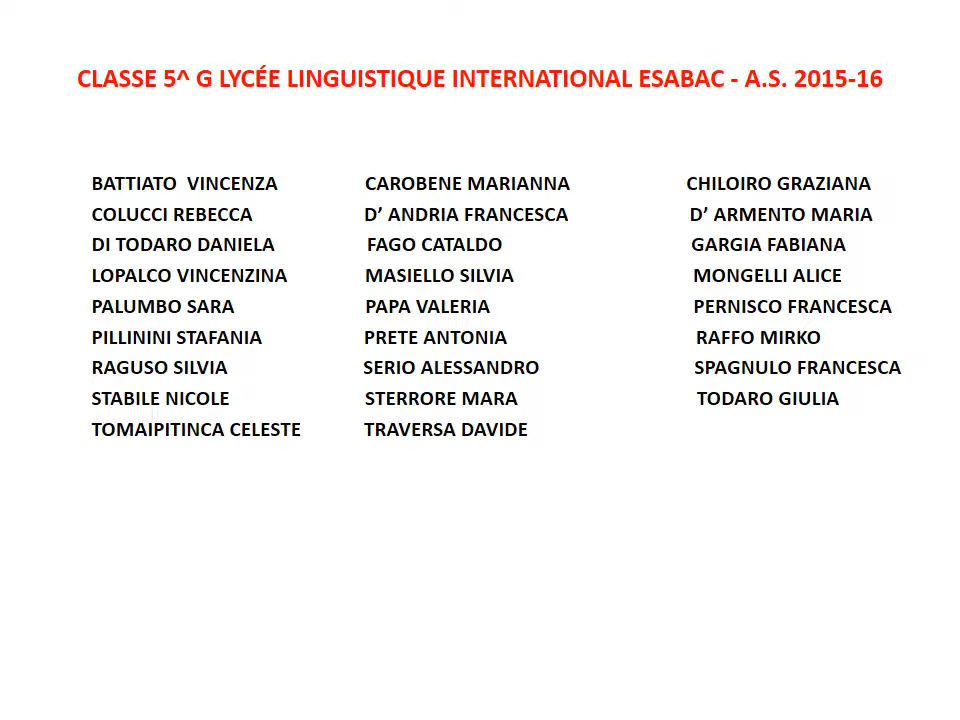 CLASSE 5^ G LYCÉE LINGUISTIQUE INTERNATIONAL ESABAC - A.S. 2015-16
BATTIATO  VINCENZA CAROBENE MARIANNA CHILOIRO GRAZIANA
COLUCCI REBECCA D’ ANDRIA FRANCESCA D’ ARMENTO MARIA
DI TODARO DANIELA FAGO CATALDO GARGIA FABIANA
LOPALCO VINCENZINA MASIELLO SILVIA MONGELLI ALICE
PALUMBO SARA PAPA VALERIA PERNISCO FRANCESCA
PILLININI STAFANIA PRETE ANTONIA RAFFO MIRKO
RAGUSO SILVIA SERIO ALESSANDRO SPAGNULO FRANCESCA
STABILE NICOLE STERRORE MARA TODARO GIULIA
TOMAIPITINCA CELESTE TRAVERSA DAVIDE